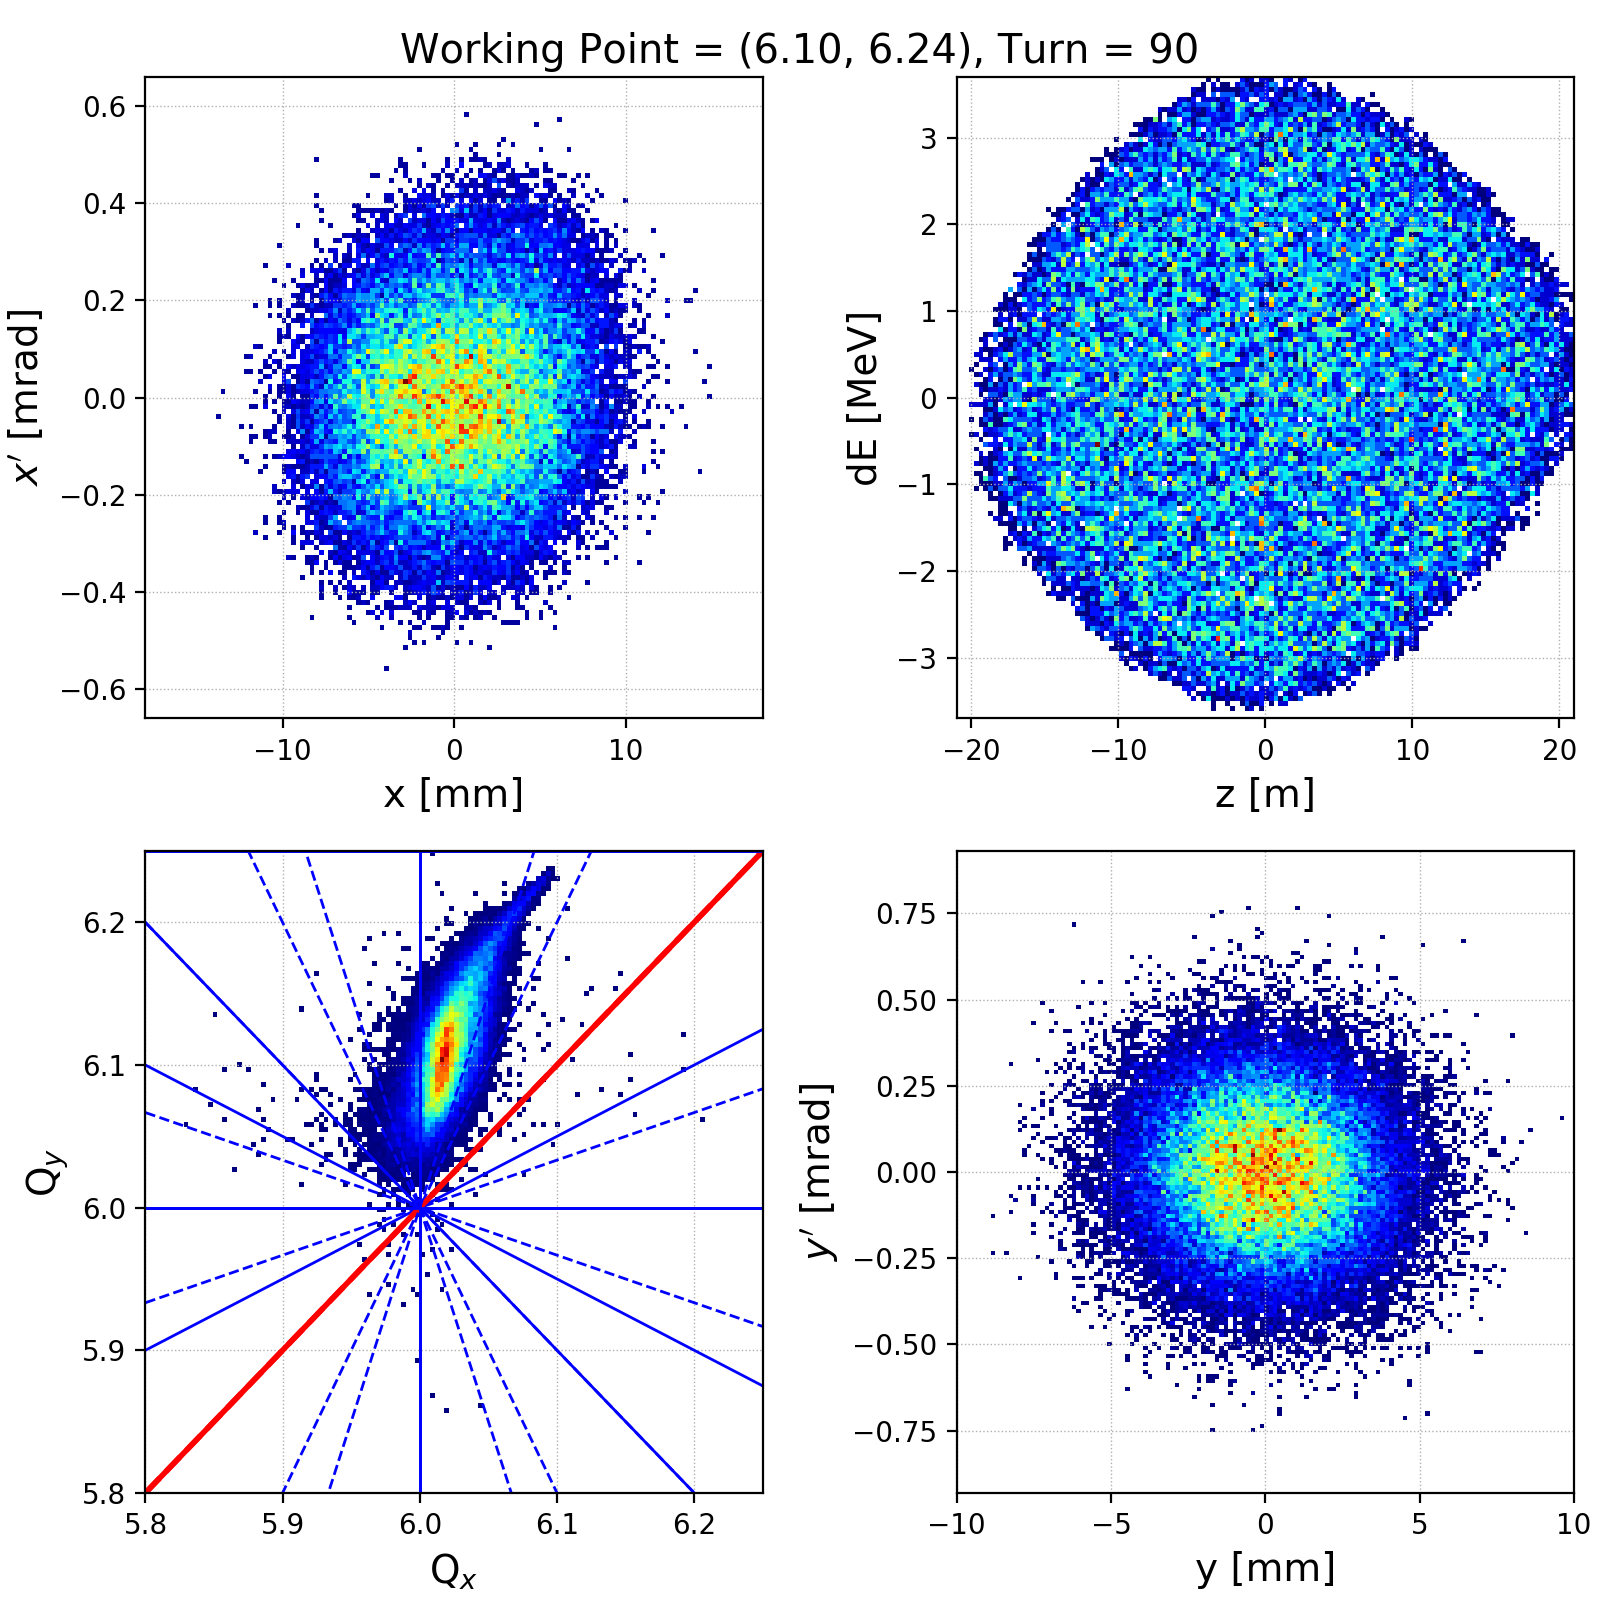 Working Point = (6.10, 6.24), Turn = 90
0.6
0.4
0.2
0.0
−0.2
−0.4
−0.6
x′ [mrad]
−10 0 10
x [mm]
3
2
1
0
−1
−2
−3
dE [MeV]
−20 −10 0 10 20
z [m]
6.2
6.1
6.0
5.9
5.8
Qy
5.8 5.9 6.0 6.1 6.2
Qx
0.75
0.50
0.25
0.00
−0.25
−0.50
−0.75
y′ [mrad]
−10 −5 0 5 10
y [mm]